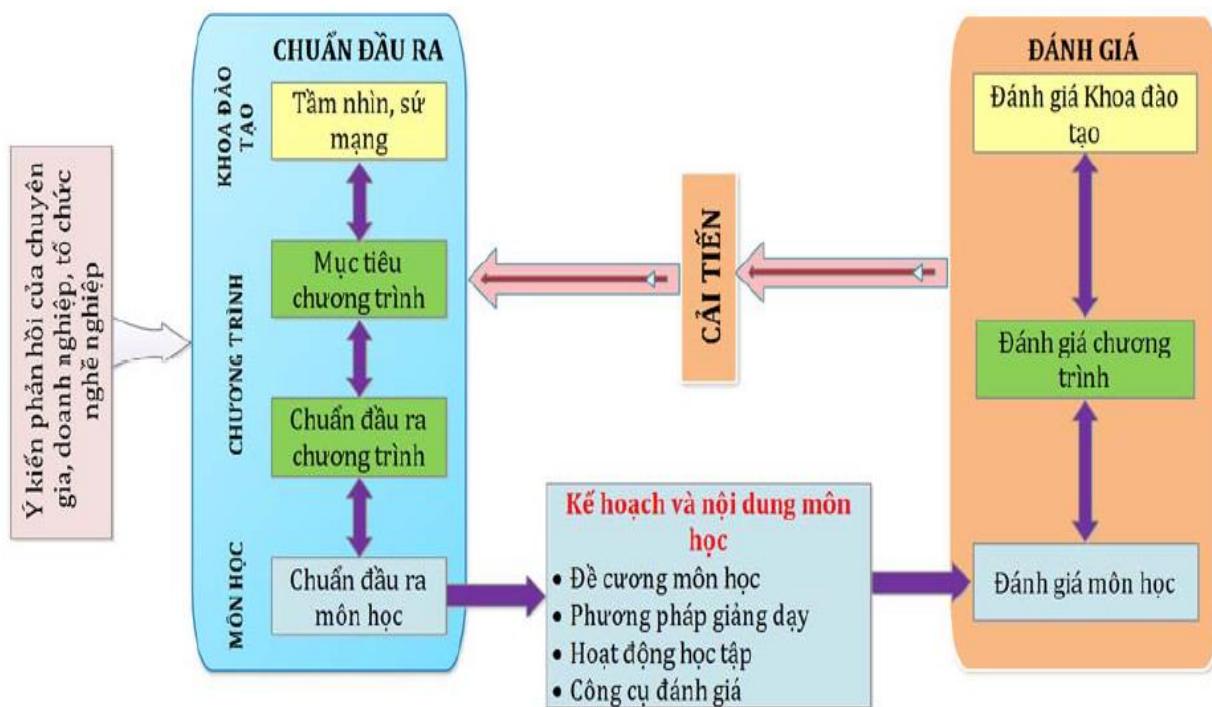 Ý kiến phản hồi của chuyên
gia, doanh nghiệp, tổ chức
nghề nghiệp
CHUẨN ĐẦU RA
KHOA ĐÀO
TẠO
Tầm nhìn, sứ
mạng
CHƯƠNG TRÌNH
Mục tiêu
chương trình
Chuẩn đầu ra
chương trình
MÔN HỌC
Chuẩn đầu ra
môn học
Kế hoạch và nội dung môn
học
• Đề cương môn học
• Phương pháp giảng dạy
• Hoạt động học tập
• Công cụ đánh giá
CẢI TIẾN
ĐÁNH GIÁ
Đánh giá Khoa đào
tạo
Đánh giá chương
trình
Đánh giá môn học